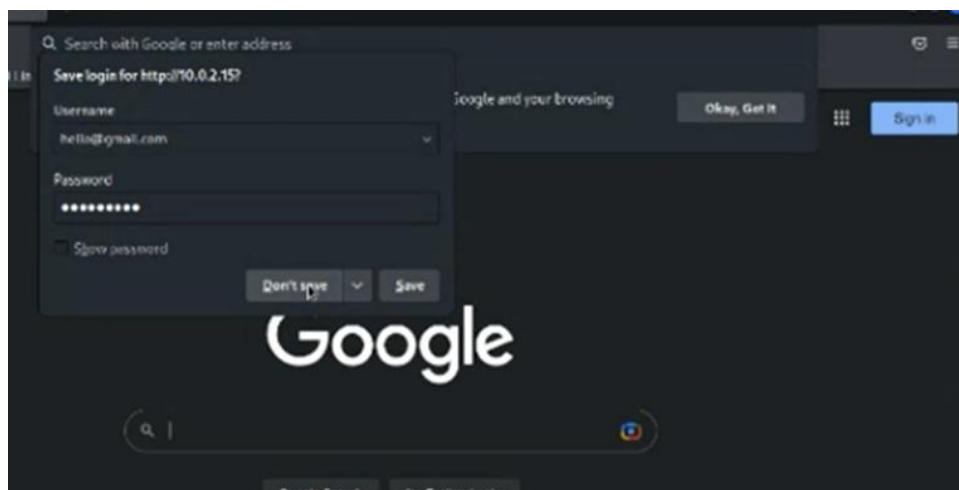 Search with Google or enter address
Save login for http://10.0.2.15?
Username
Google and your browsing
Okay, Got It
Sign in
hello@gmail.com
Password
•••••••••
Show password
Don't save
Save
Google